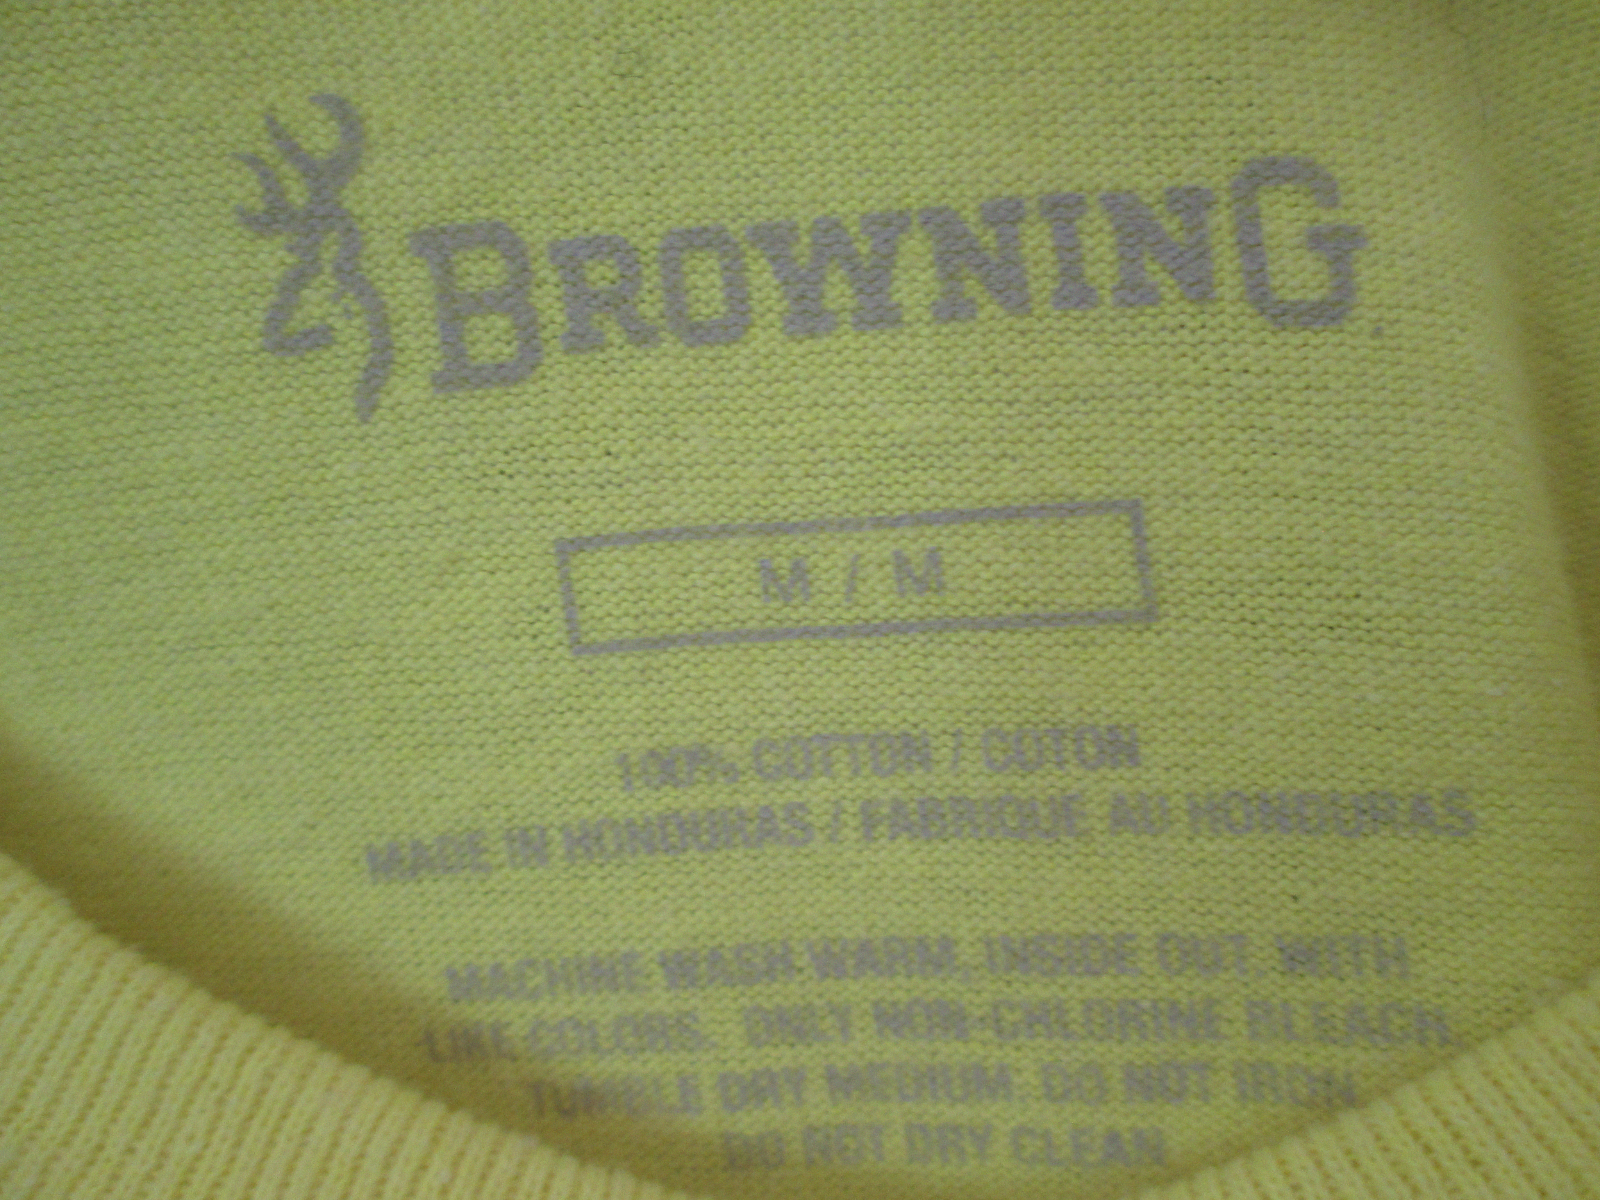 BROWNING.
M / M
100% COTTON / COTON
MADE IN HONDURAS / FABRIQUE AU HONDURAS
MACHINE WASH WARM, INSIDE OUT, WITH
LIKE COLORS. ONLY NON-CHLORINE BLEACH.
TUMBLE DRY MEDIUM. DO NOT IRON
DO NOT DRY CLEAN